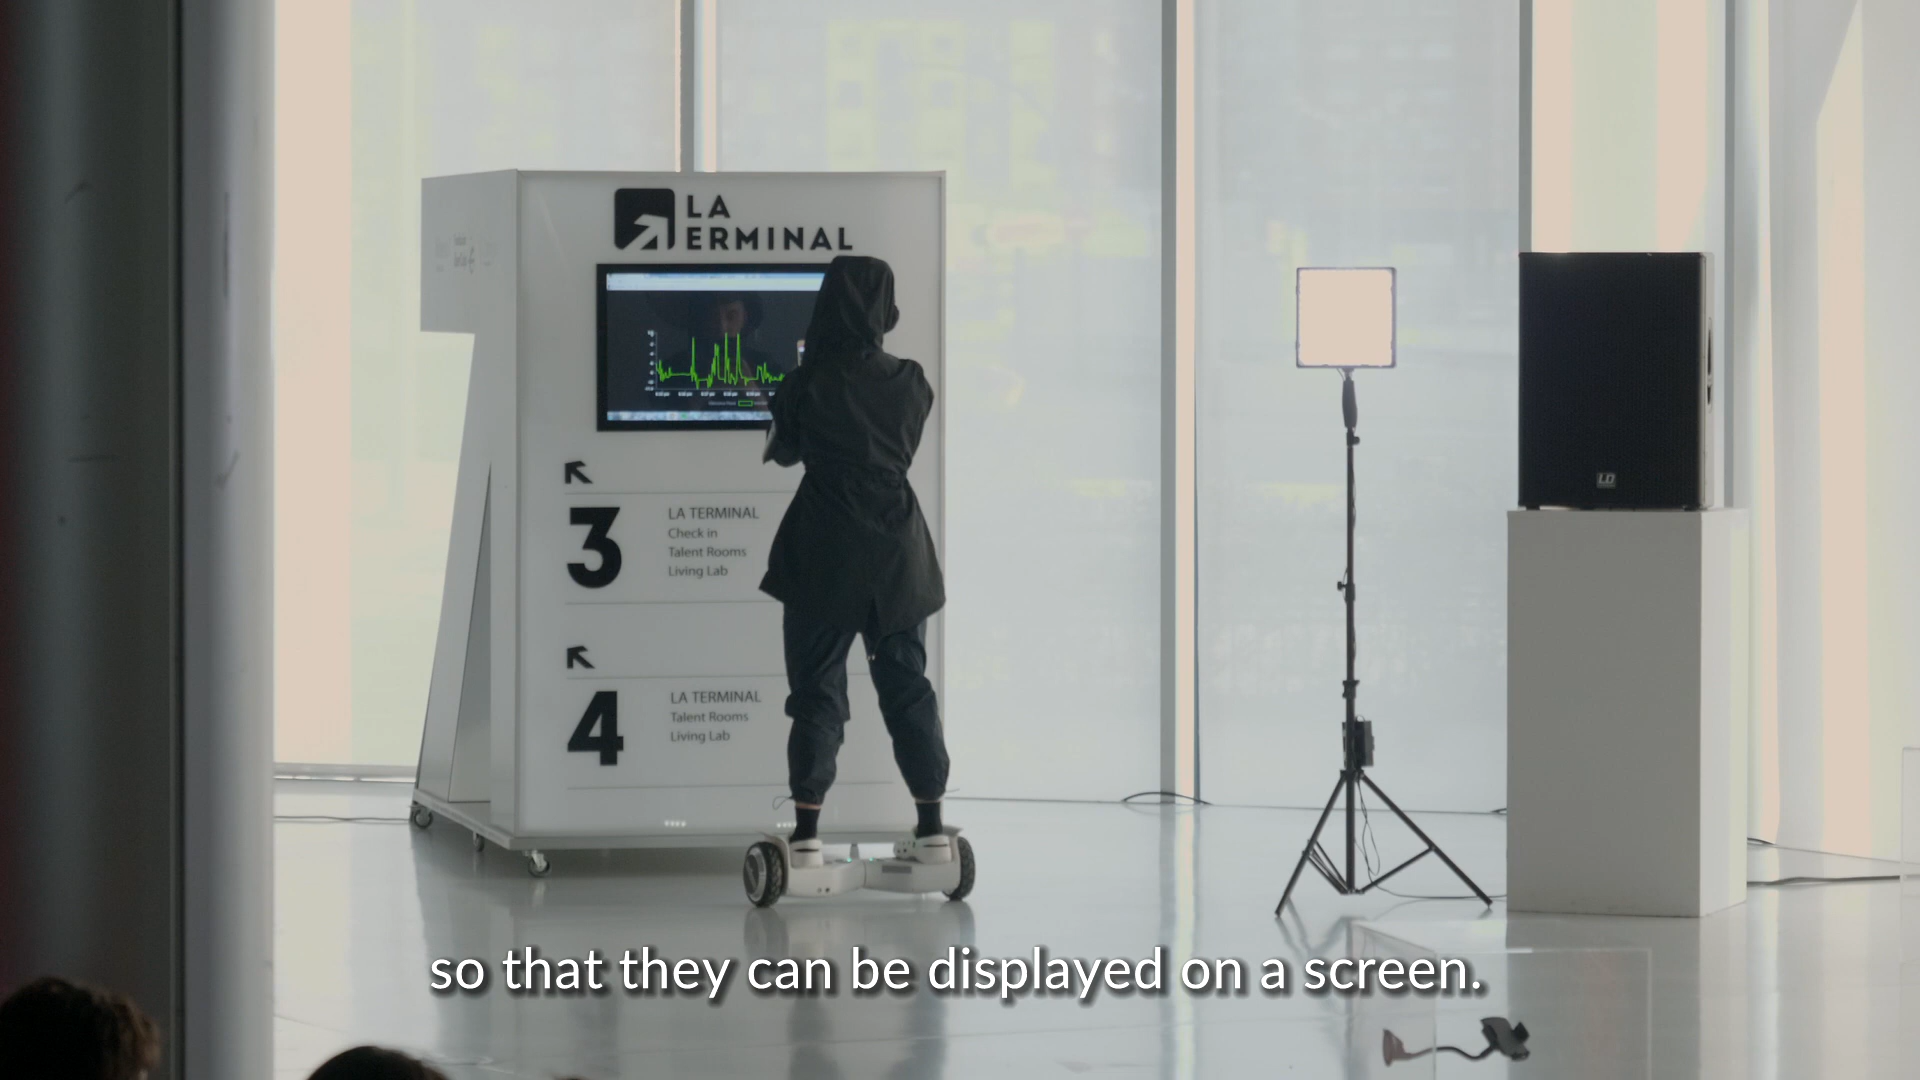 LA
ERMINAL
3
LA TERMINAL
Check in
Talent Rooms
Living Lab
4
LA TERMINAL
Talent Rooms
Living Lab
LD
so that they can be displayed on a screen.